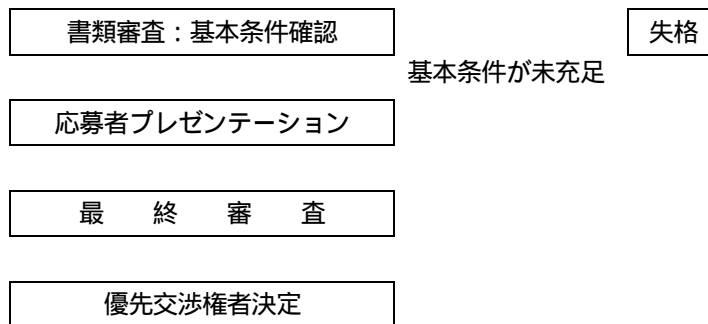 書類審査：基本条件確認
失格
基本条件が未充足
応募者プレゼンテーション
最　終　審　査
優先交渉権者決定